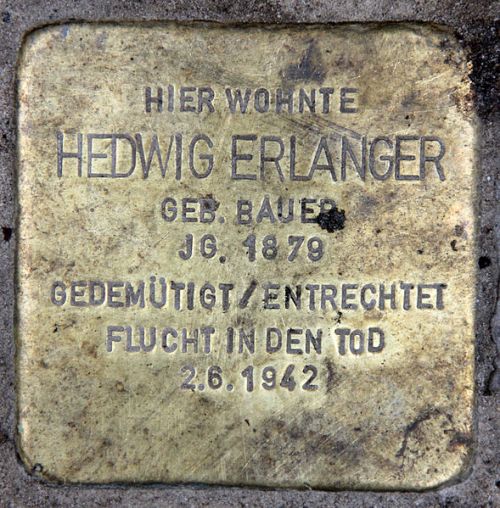 HIER WOHNTE
HEDWIG ERLANGER
GEB. BAUER
JG. 1879
GEDEMÜTIGT/ENTRECHTET
FLUCHT IN DEN TOD
2.6.1942